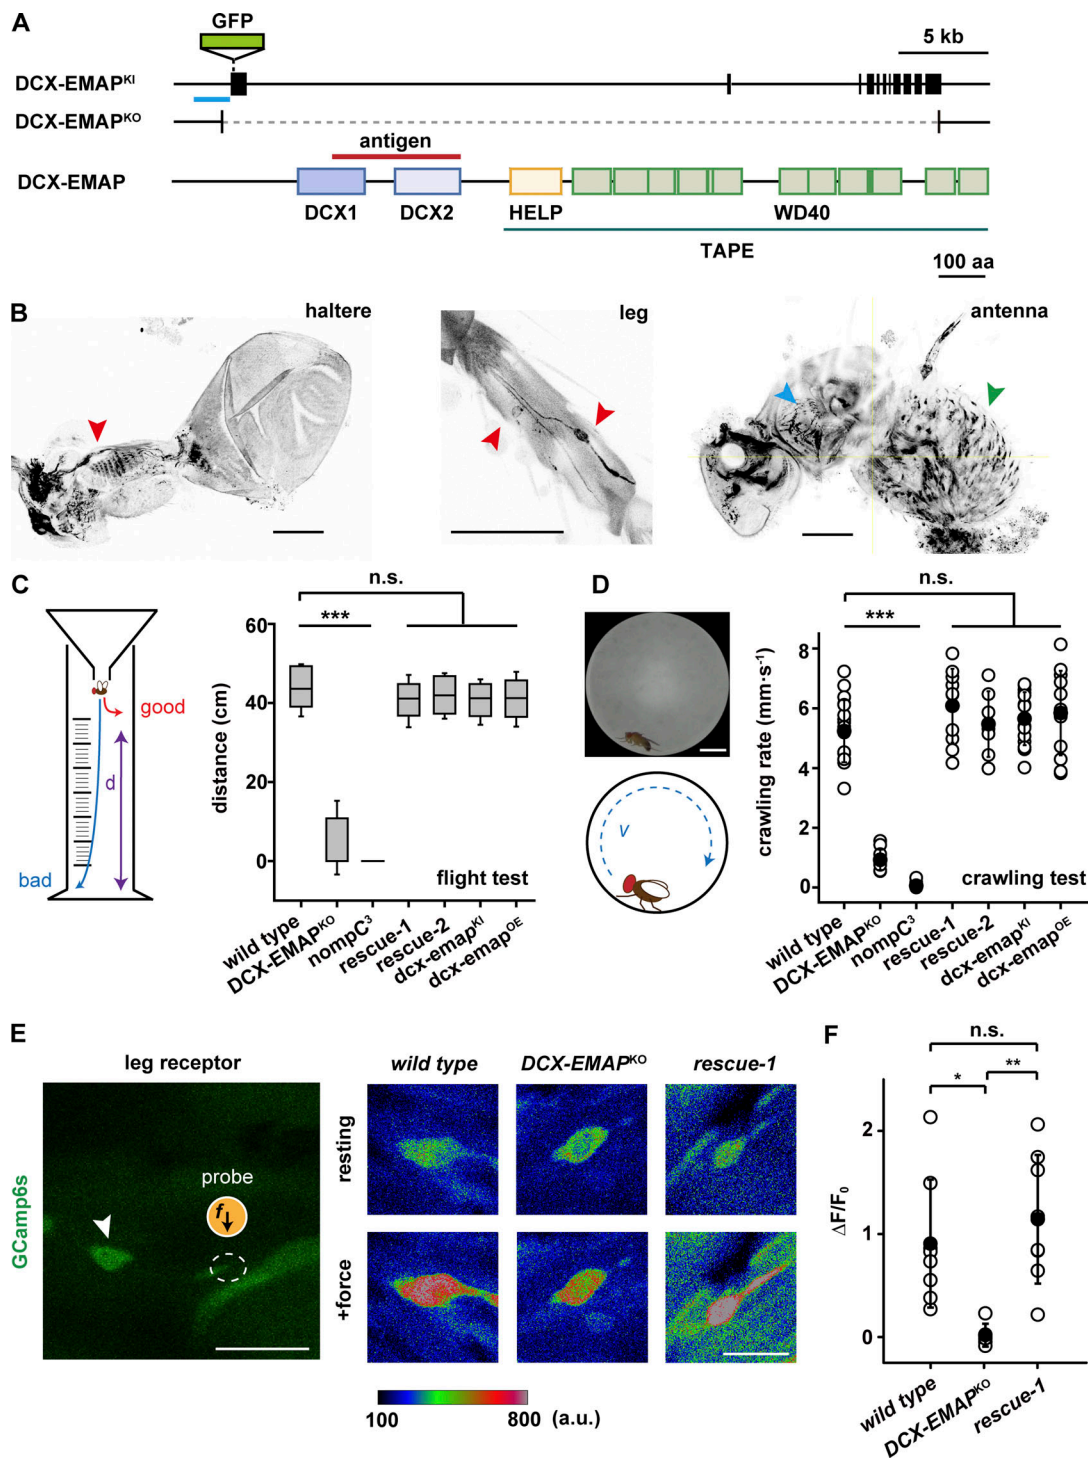 A
GFP
5 kb
DCX-EMAPKI
DCX-EMAPKO
antigen
DCX-EMAP
DCX1
DCX2
HELP
WD40
TAPE
100 aa
B
haltere
leg
antenna
C
n.s.
***
60
40
20
0
distance (cm)
good
d
bad
flight test
wild type
DCX-EMAPKO
nompC3
rescue-1
rescue-2
dcx-emapKI
dcx-emapOE
D
n.s.
***
8
6
4
2
0
crawling rate (mm·s-1)
v
crawling test
wild type
DCX-EMAPKO
nompC3
rescue-1
rescue-2
dcx-emapKI
dcx-emapOE
E
leg receptor
wild type
DCX-EMAPKO
rescue-1
GCamp6s
probe
f
resting
+force
100
800
(a.u.)
F
n.s.
*
**
2
1
0
ΔF/F0
wild type
DCX-EMAPKO
rescue-1